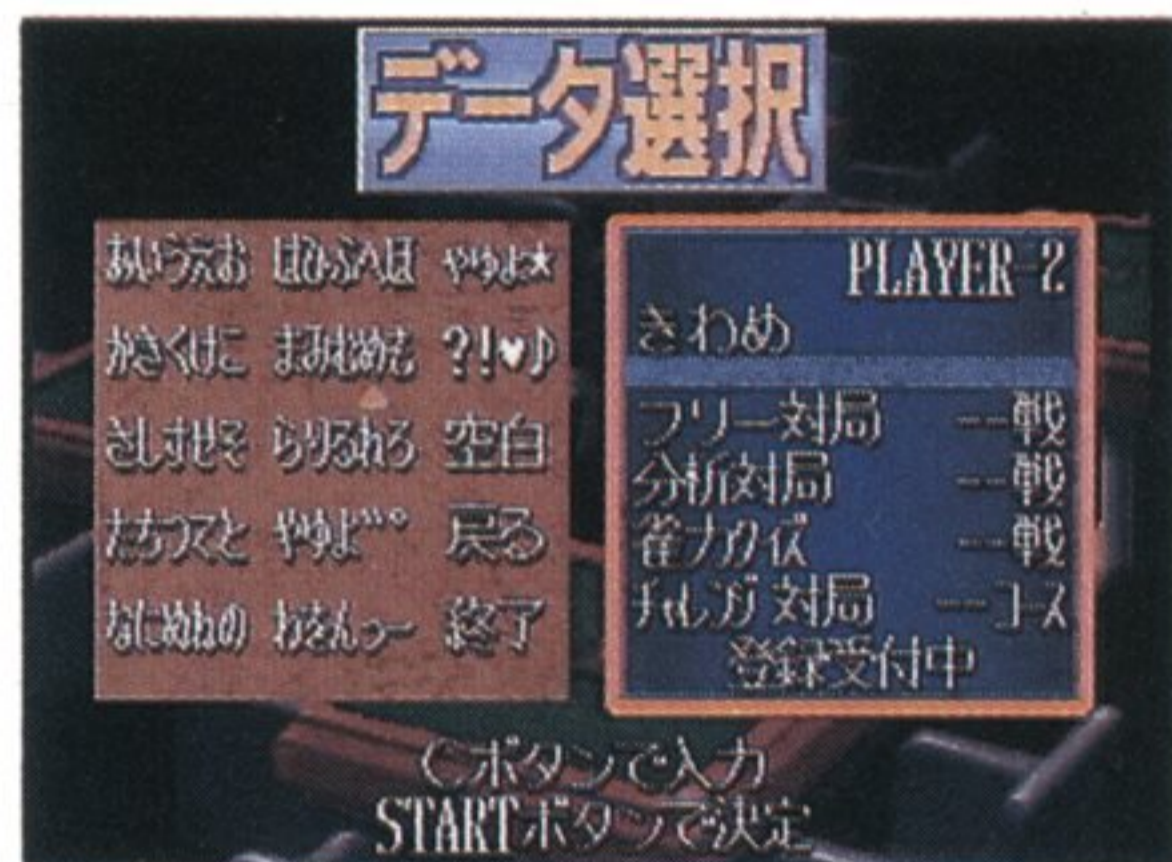 データ選択
あいうえお はひふへほ やゆよ★
かきくけこ まみむめも ?!♥♪
さしすせそ らりるれろ 空白
たちつてと やゆよ゛゜ 戻る
なにぬねの わをんっー 終了
PLAYER-2
きわめ
フリー対局 --戦
分析対局 --戦
雀力クイズ --戦
チャレンジ対局 --コース
登録受付中
Cボタンで入力
STARTボタンで決定